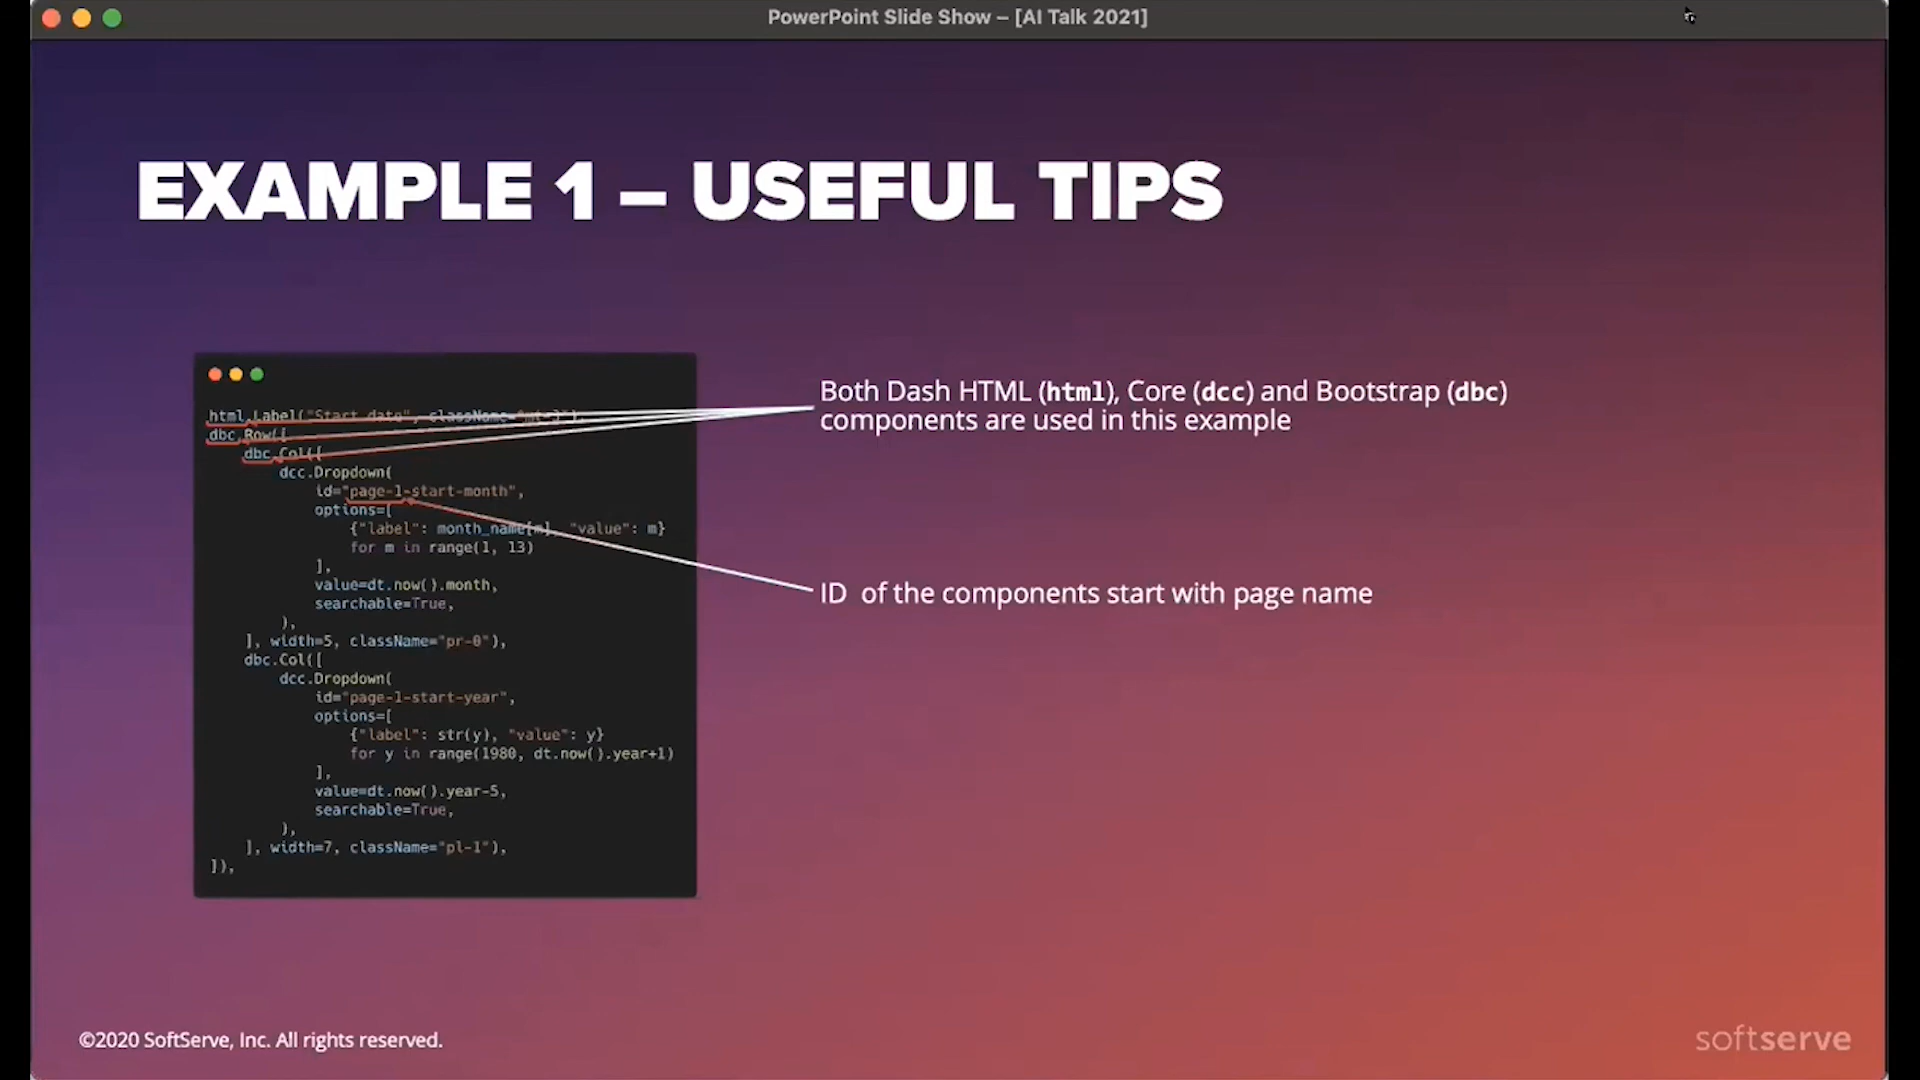 PowerPoint Slide Show – [AI Talk 2021]
EXAMPLE 1 – USEFUL TIPS
html.Label("Start date", className="m[-]"),
dbc.Row([
dbc.Col([
dcc.Dropdown(
id="page-1-start-month",
options=[
{"label": month_name[m], "value": m}
for m in range(1, 13)
],
value=dt.now().month,
searchable=True,
),
], width=5, className="pr-0"),
dbc.Col([
dcc.Dropdown(
id="page-1-start-year",
options=[
{"label": str(y), "value": y}
for y in range(1980, dt.now().year+1)
],
value=dt.now().year-5,
searchable=True,
),
], width=7, className="pl-1"),
]),
Both Dash HTML (html), Core (dcc) and Bootstrap (dbc)
components are used in this example
ID of the components start with page name
©2020 SoftServe, Inc. All rights reserved.
softserve